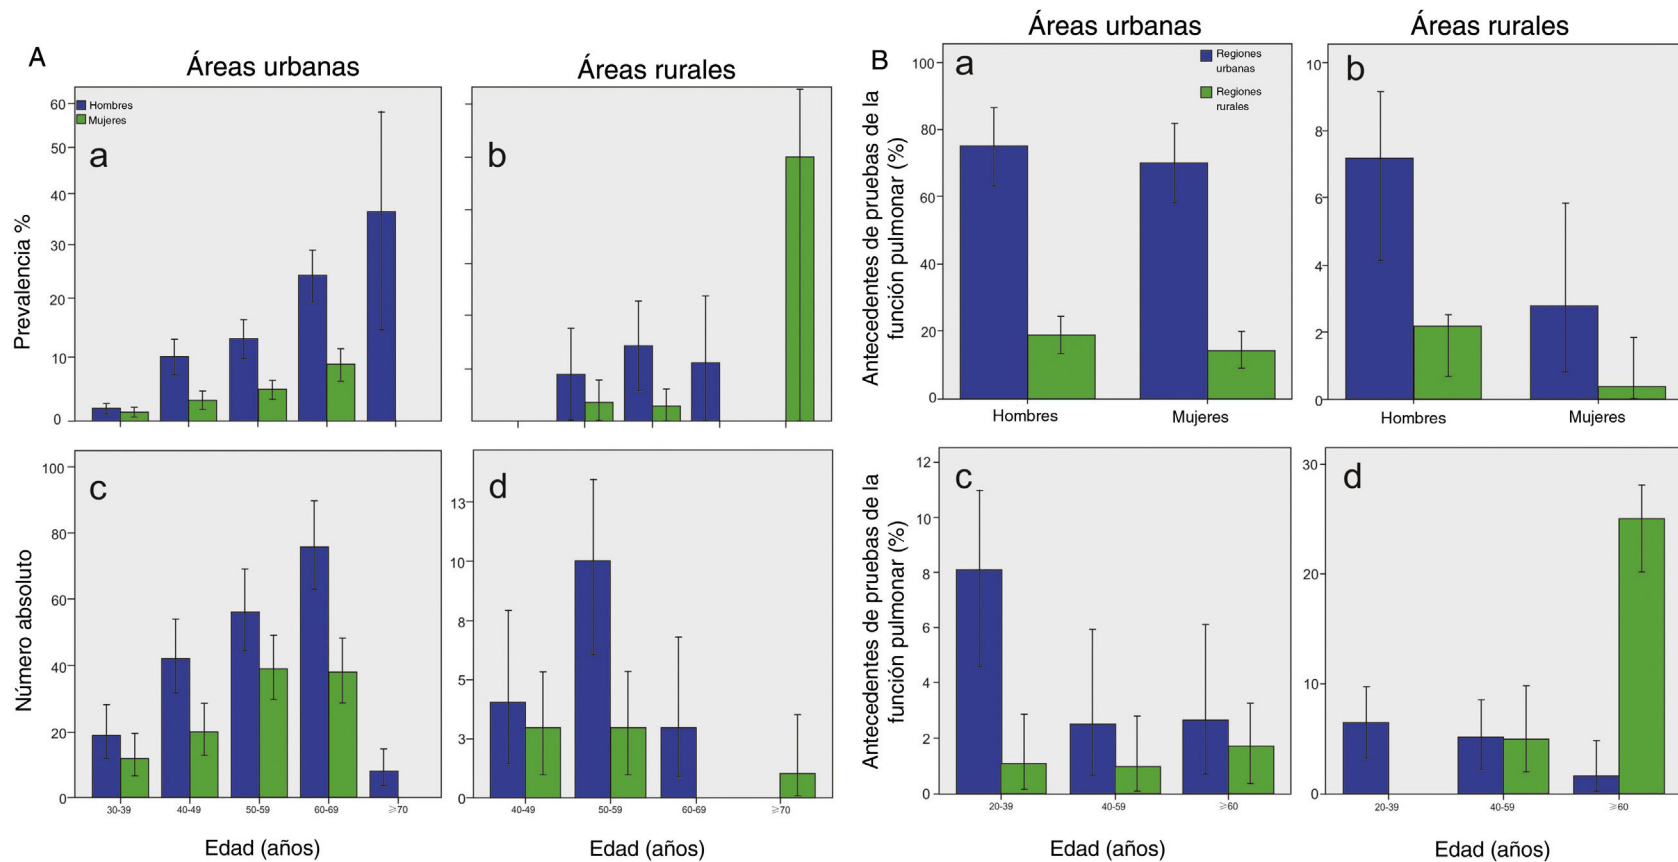 A
Áreas urbanas
Áreas rurales
Hombres
Mujeres
a
b
Prevalencia %
60
50
40
30
20
10
0
c
d
Número absoluto
100
80
60
40
20
0
13
10
8
5
3
0
30-39
40-49
50-59
60-69
⩾70
40-49
50-59
60-69
⩾70
Edad (años)
Edad (años)
B
Áreas urbanas
Áreas rurales
a
Regiones
urbanas
Regiones
rurales
b
Antecedentes de pruebas de la
función pulmonar (%)
100
80
60
40
20
0
10
8
6
4
2
0
Hombres
Mujeres
Hombres
Mujeres
c
d
Antecedentes de pruebas de la
función pulmonar (%)
12
10
8
6
4
2
0
30
20
10
0
20-39
40-59
⩾60
20-39
40-59
⩾60
Edad (años)
Edad (años)